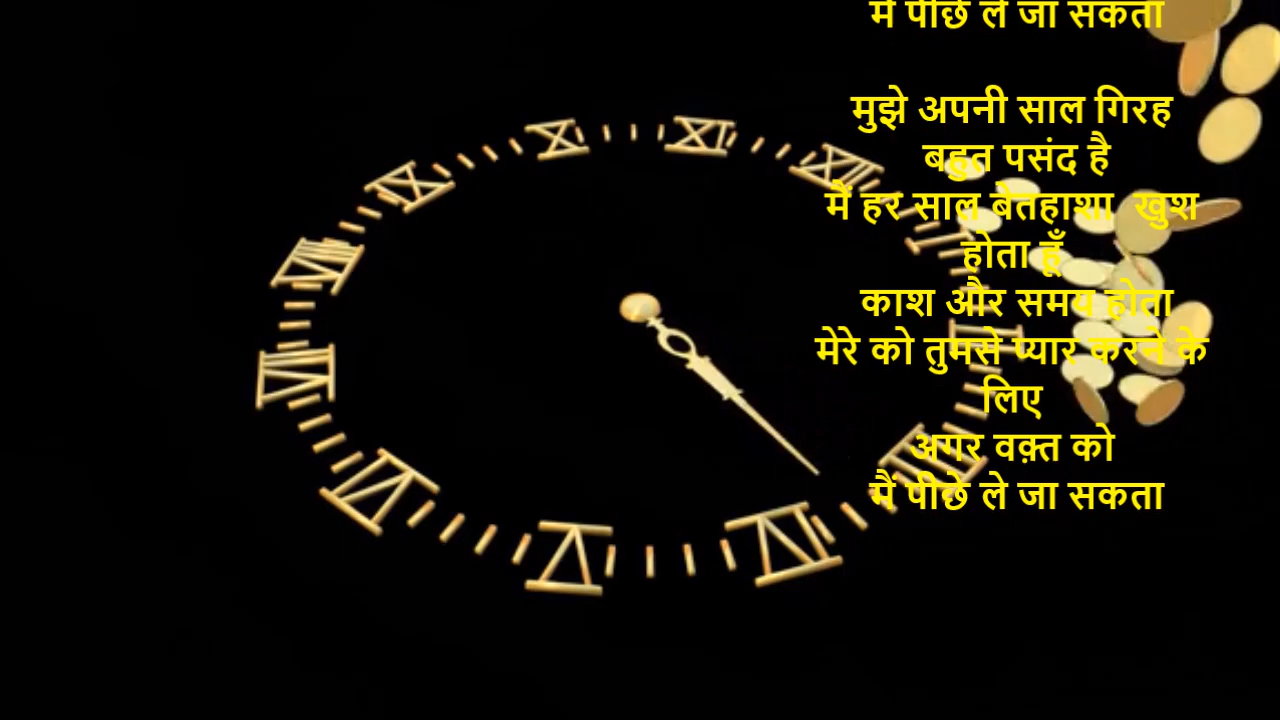 में पीछे ले जा सकता
मुझे अपनी साल गिरह
बहुत पसंद है
मैं हर साल बेतहाशा खुश
होता हूँ
काश और समय होता
मेरे को तुमसे प्यार करने के
लिए
अगर वक़्त को
मैं पीछे ले जा सकता